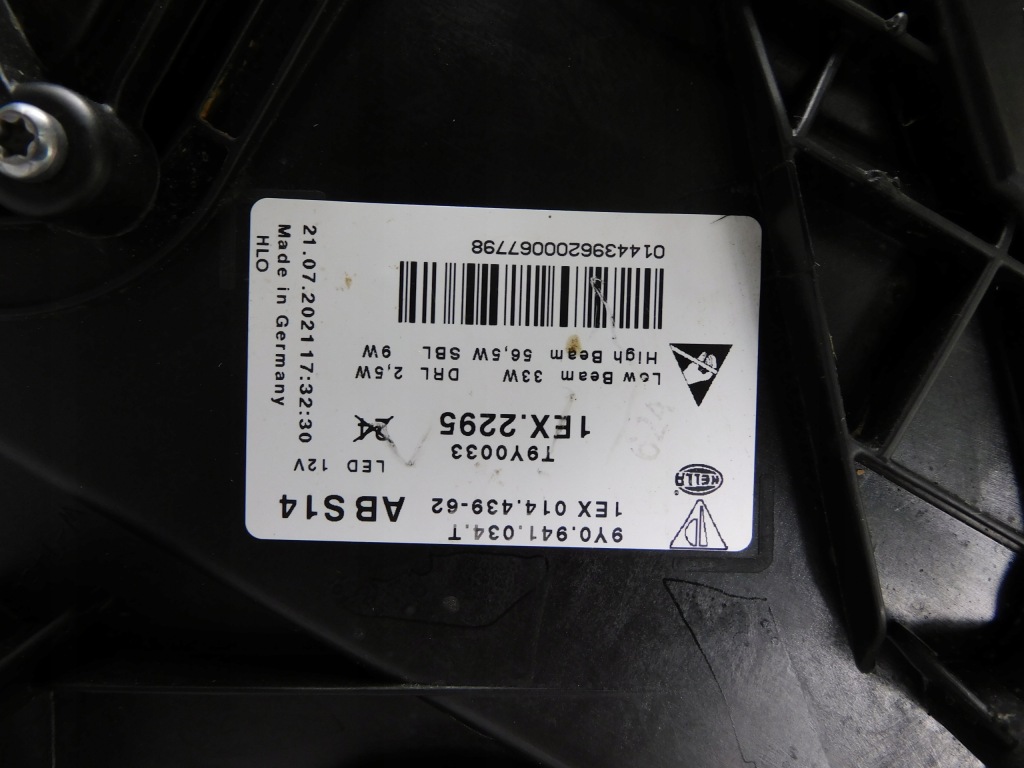 9Y0.941.034.T
1EX 014.439-62 ABS14
HELLA
LED 12V
T9Y0033
1EX.2295 24
Low Beam 33W DRL 2,5W
High Beam 56,5W SBL 9W
01443962000067798
21.07.2021 17:32:30
Made in Germany
HLO